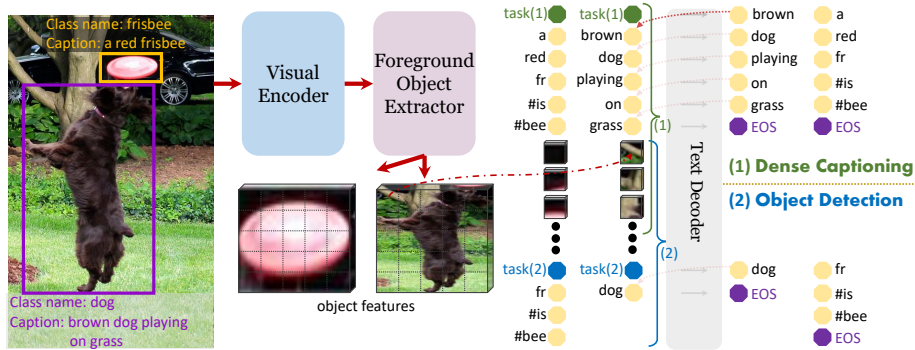 Class name: frisbee
Caption: a red frisbee
Class name: dog
Caption: brown dog playing
on grass
Visual
Encoder
Foreground
Object
Extractor
object features
task(1)
a
red
fr
#is
#bee
task(2)
fr
#is
#bee
task(1)
brown
dog
playing
on
grass
task(2)
dog
(1)
(2)
Text Decoder
brown
dog
playing
on
grass
EOS
a
red
fr
#is
#bee
EOS
(1) Dense Captioning
(2) Object Detection
dog
EOS
fr
#is
#bee
EOS